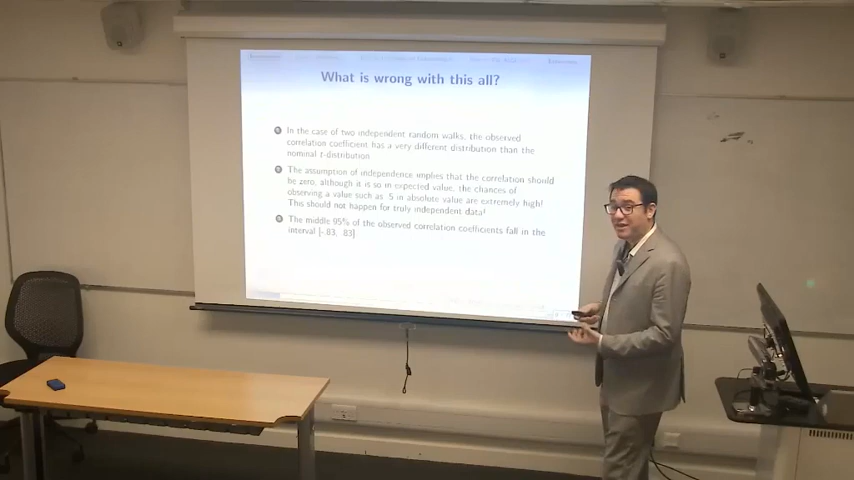 What is wrong with this all?
In the case of two independent random walks, the observed
correlation coefficient has a very different distribution than the
nominal t-distribution
The assumption of independence implies that the correlation should
be zero, although it is so in expected value, the chances of
observing a value such as .5 in absolute value are extremely high!
This should not happen for truly independent data!
The middle 95% of the observed correlation coefficients fall in the
interval [-.83, .83]